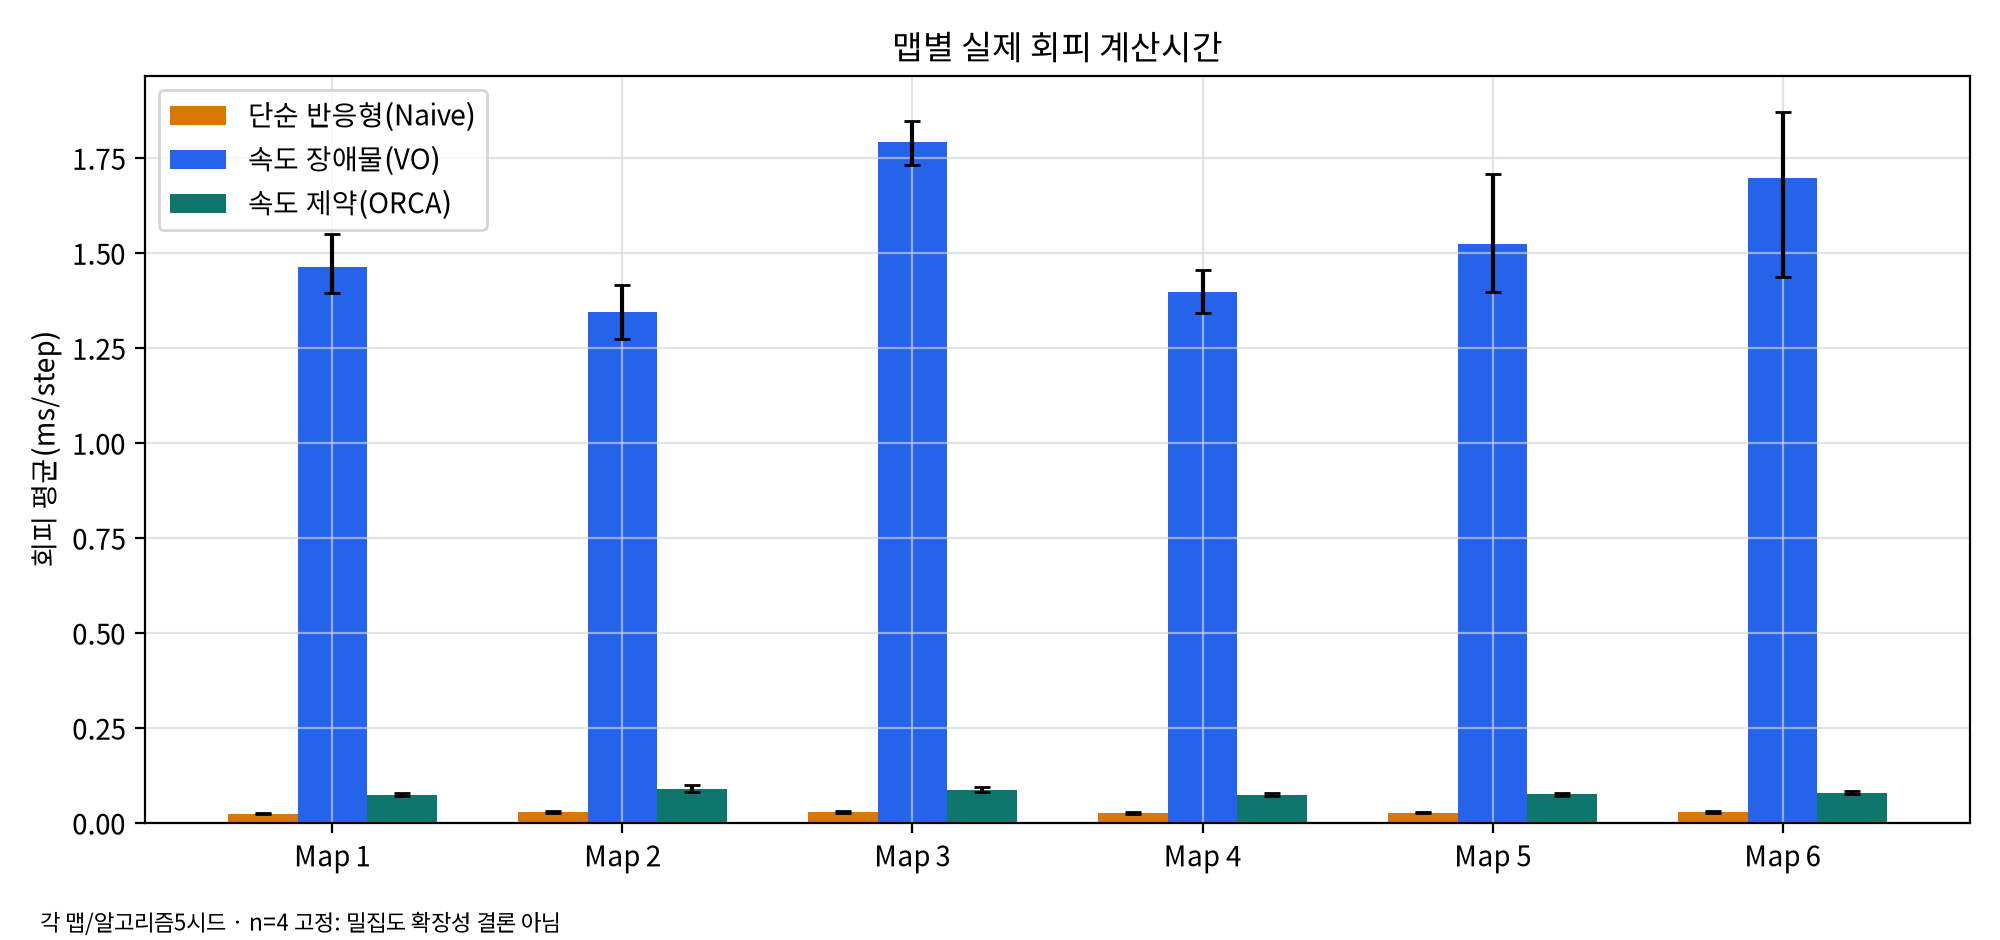 맵별 실제 회피 계산시간
단순 반응형(Naive)
속도 장애물(VO)
속도 제약(ORCA)
회피 평균(ms/step)
1.75
1.50
1.25
1.00
0.75
0.50
0.25
0.00
Map 1 Map 2 Map 3 Map 4 Map 5 Map 6
각 맵/알고리즘5시드 · n=4 고정: 밀집도 확장성 결론 아님